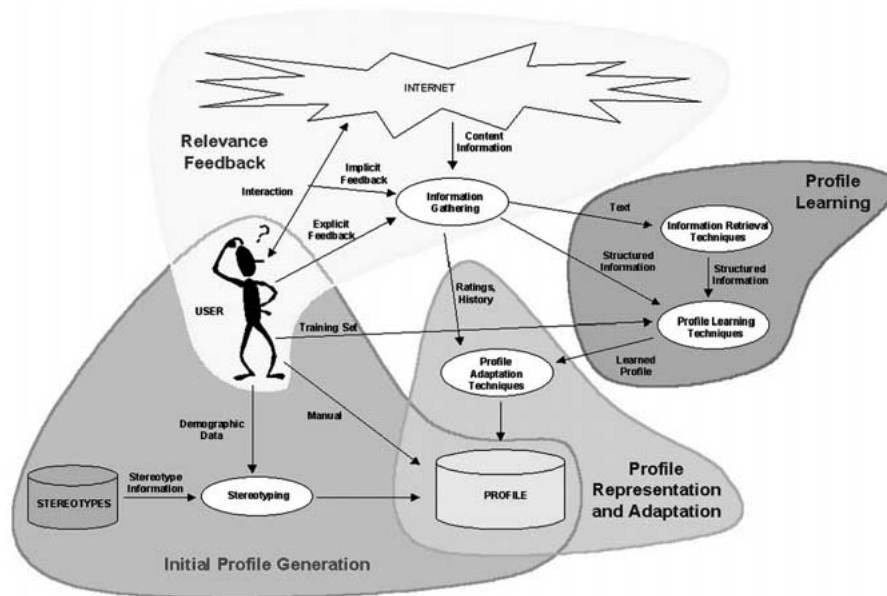 INTERNET
Relevance
Feedback
Content
Information
Implicit
Feedback
Interaction
Information
Gathering
Profile
Learning
Explicit
Feedback
Text
Information Retrieval
Techniques
?
Structured
Information
Structured
Information
Ratings,
History
USER
Training Set
Profile Learning
Techniques
Profile
Adaptation
Techniques
Learned
Profile
Demographic
Data
Manual
Stereotype
Information
STEREOTYPES
Stereotyping
PROFILE
Profile
Representation
and Adaptation
Initial Profile Generation